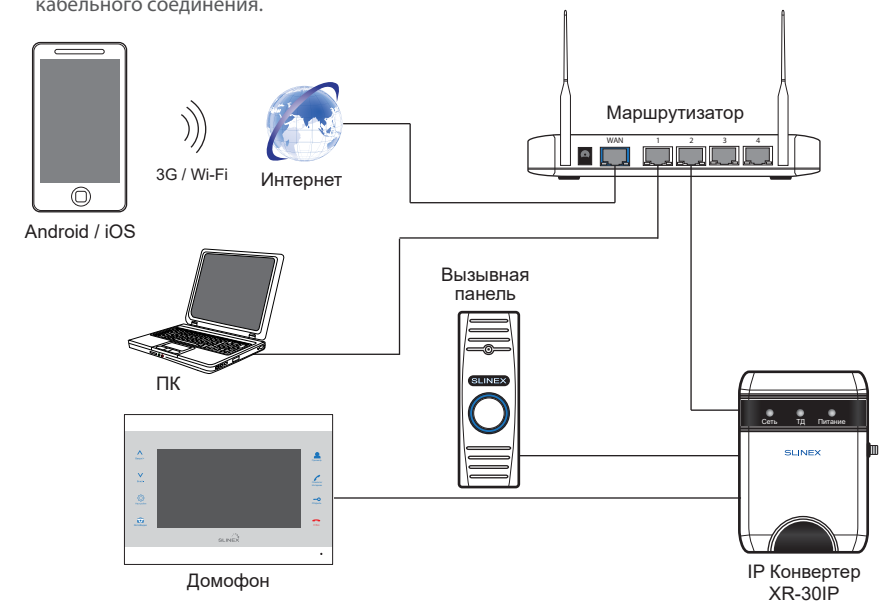 кабельного соединения.
Маршрутизатор
WAN
1
2
3
4
3G / Wi-Fi
Интернет
Android / iOS
Вызывная
панель
SLINEX
ПК
Сеть
ТД
Питание
SLINEX
SLINEX
Домофон
IP Конвертер
XR-30IP